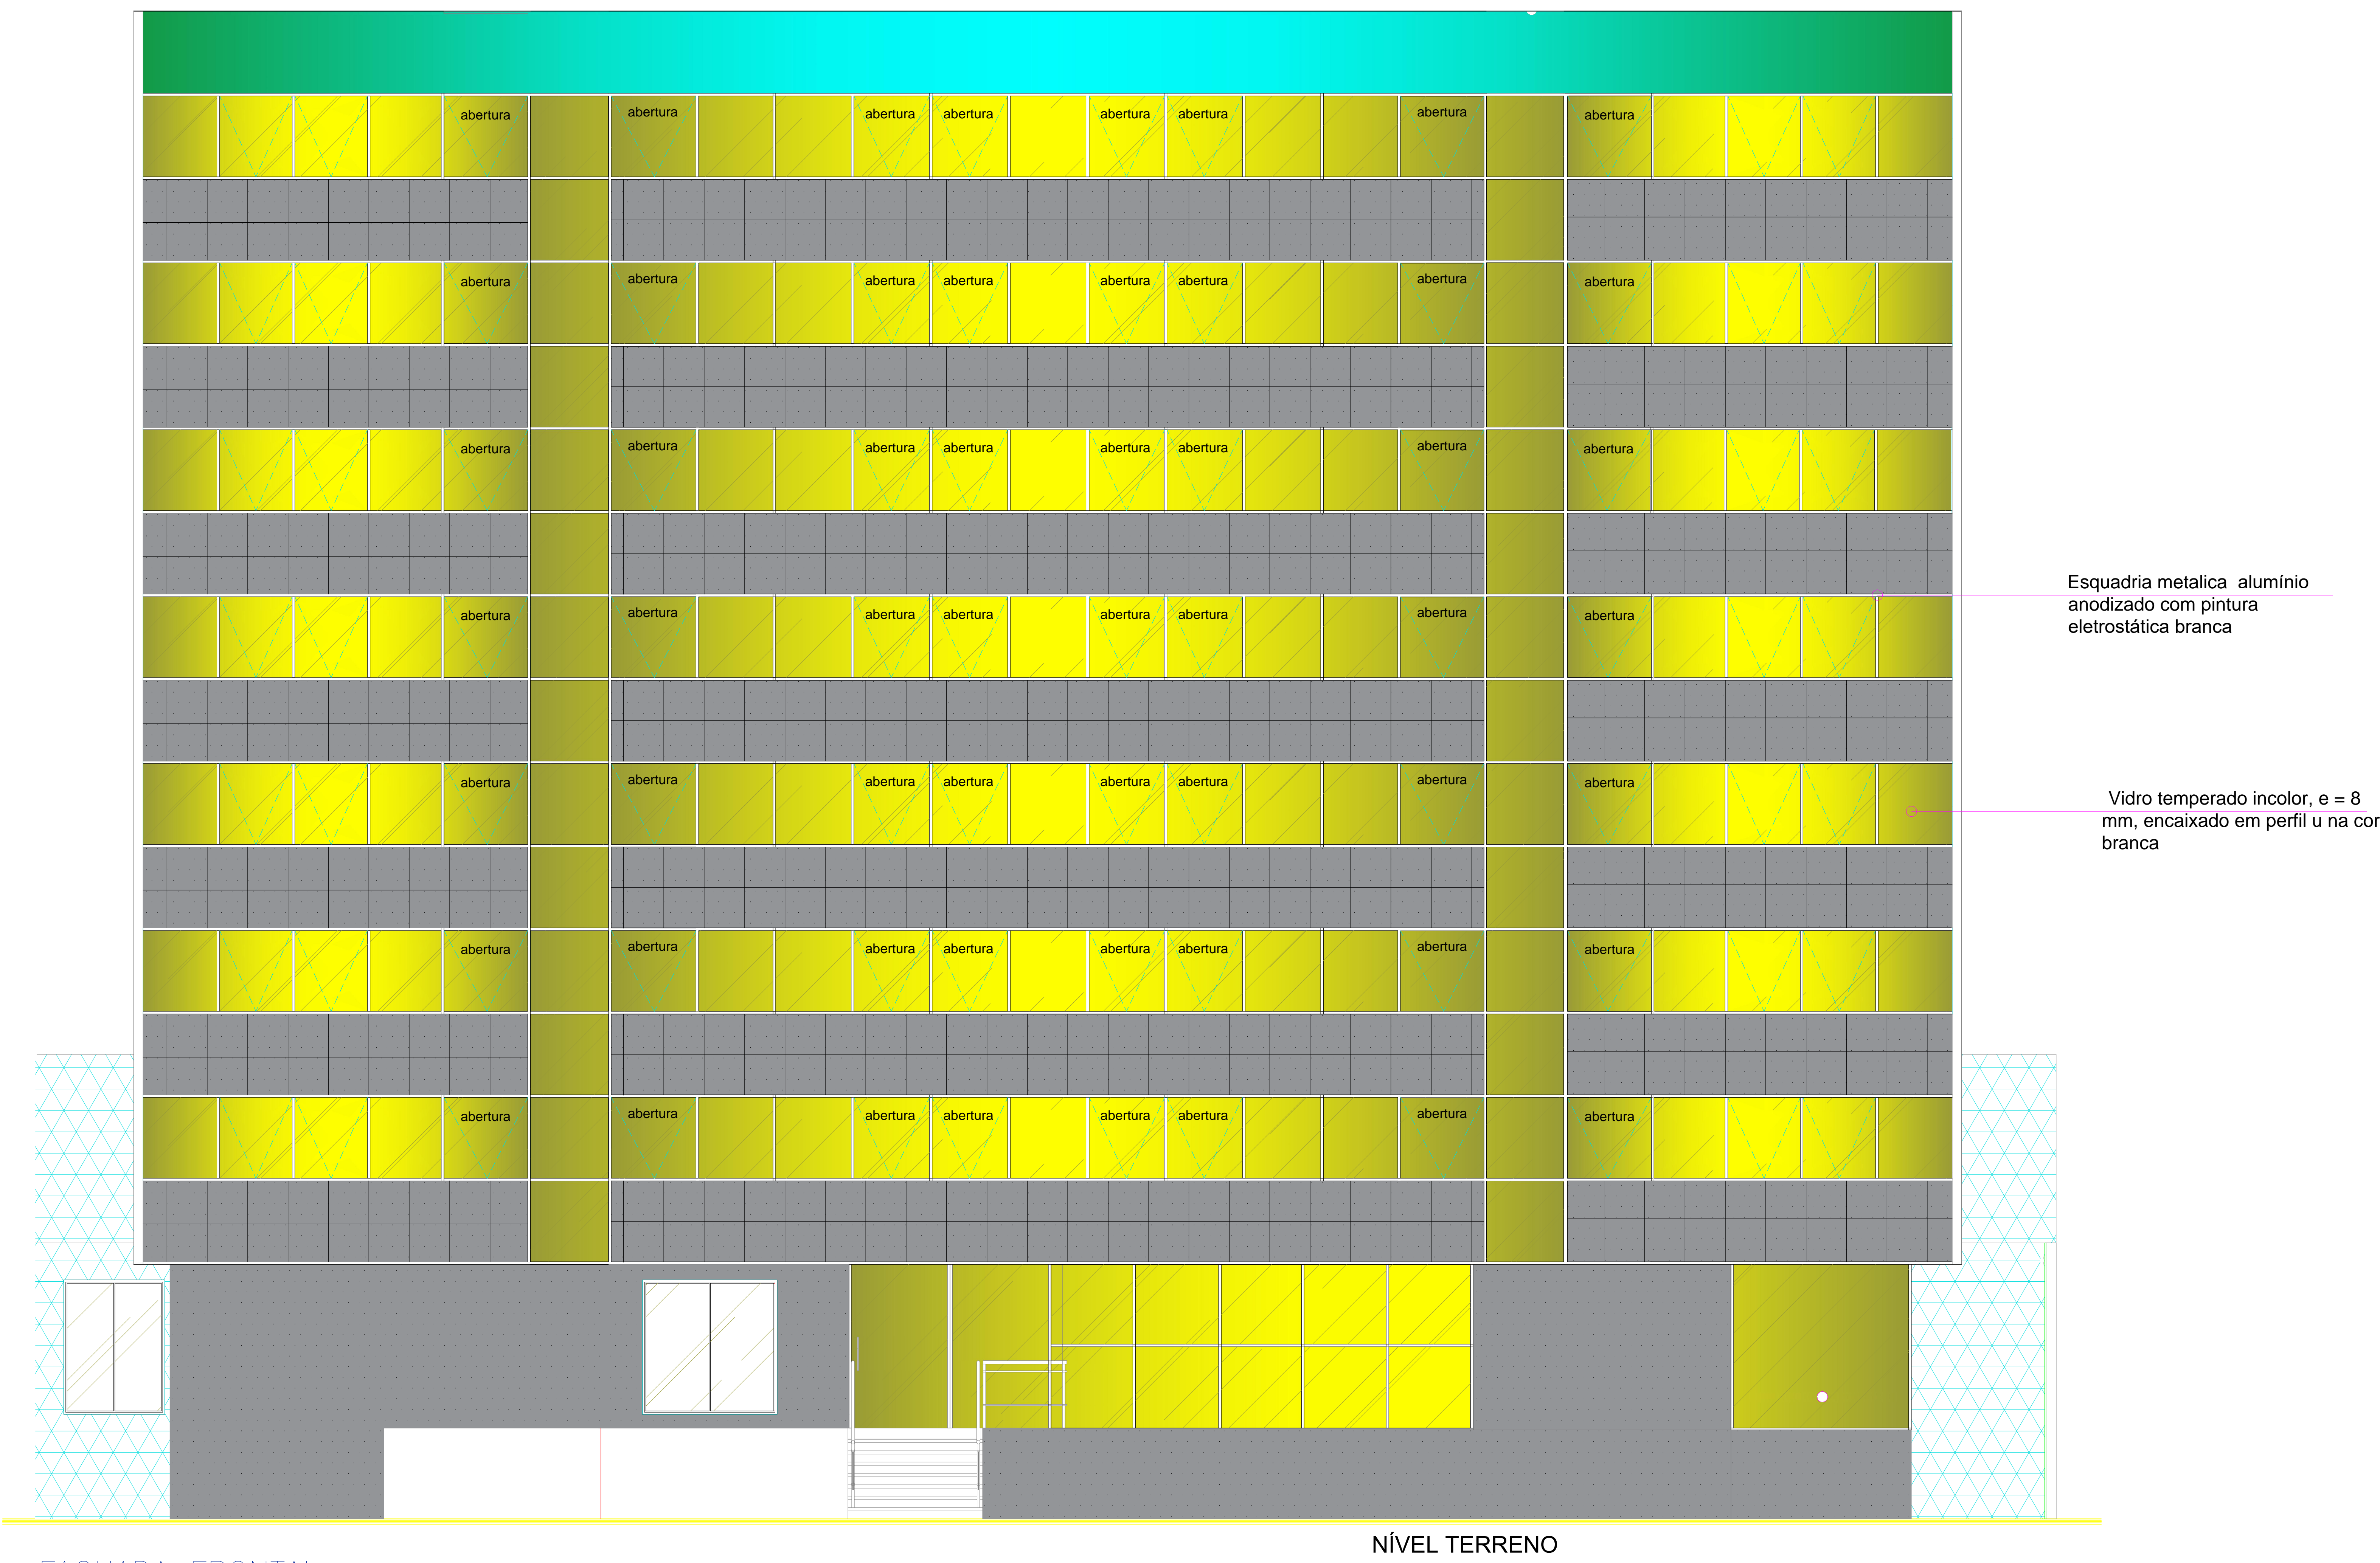 abertura abertura abertura abertura abertura abertura abertura abertura
abertura abertura abertura abertura abertura abertura abertura abertura
abertura abertura abertura abertura abertura abertura abertura abertura
Esquadria metalica alumínio
anodizado com pintura
eletrostática branca
abertura abertura abertura abertura abertura abertura abertura abertura
abertura abertura abertura abertura abertura abertura abertura abertura
Vidro temperado incolor, e = 8
mm, encaixado em perfil u na cor
branca
abertura abertura abertura abertura abertura abertura abertura abertura
abertura abertura abertura abertura abertura abertura abertura abertura
NÍVEL TERRENO